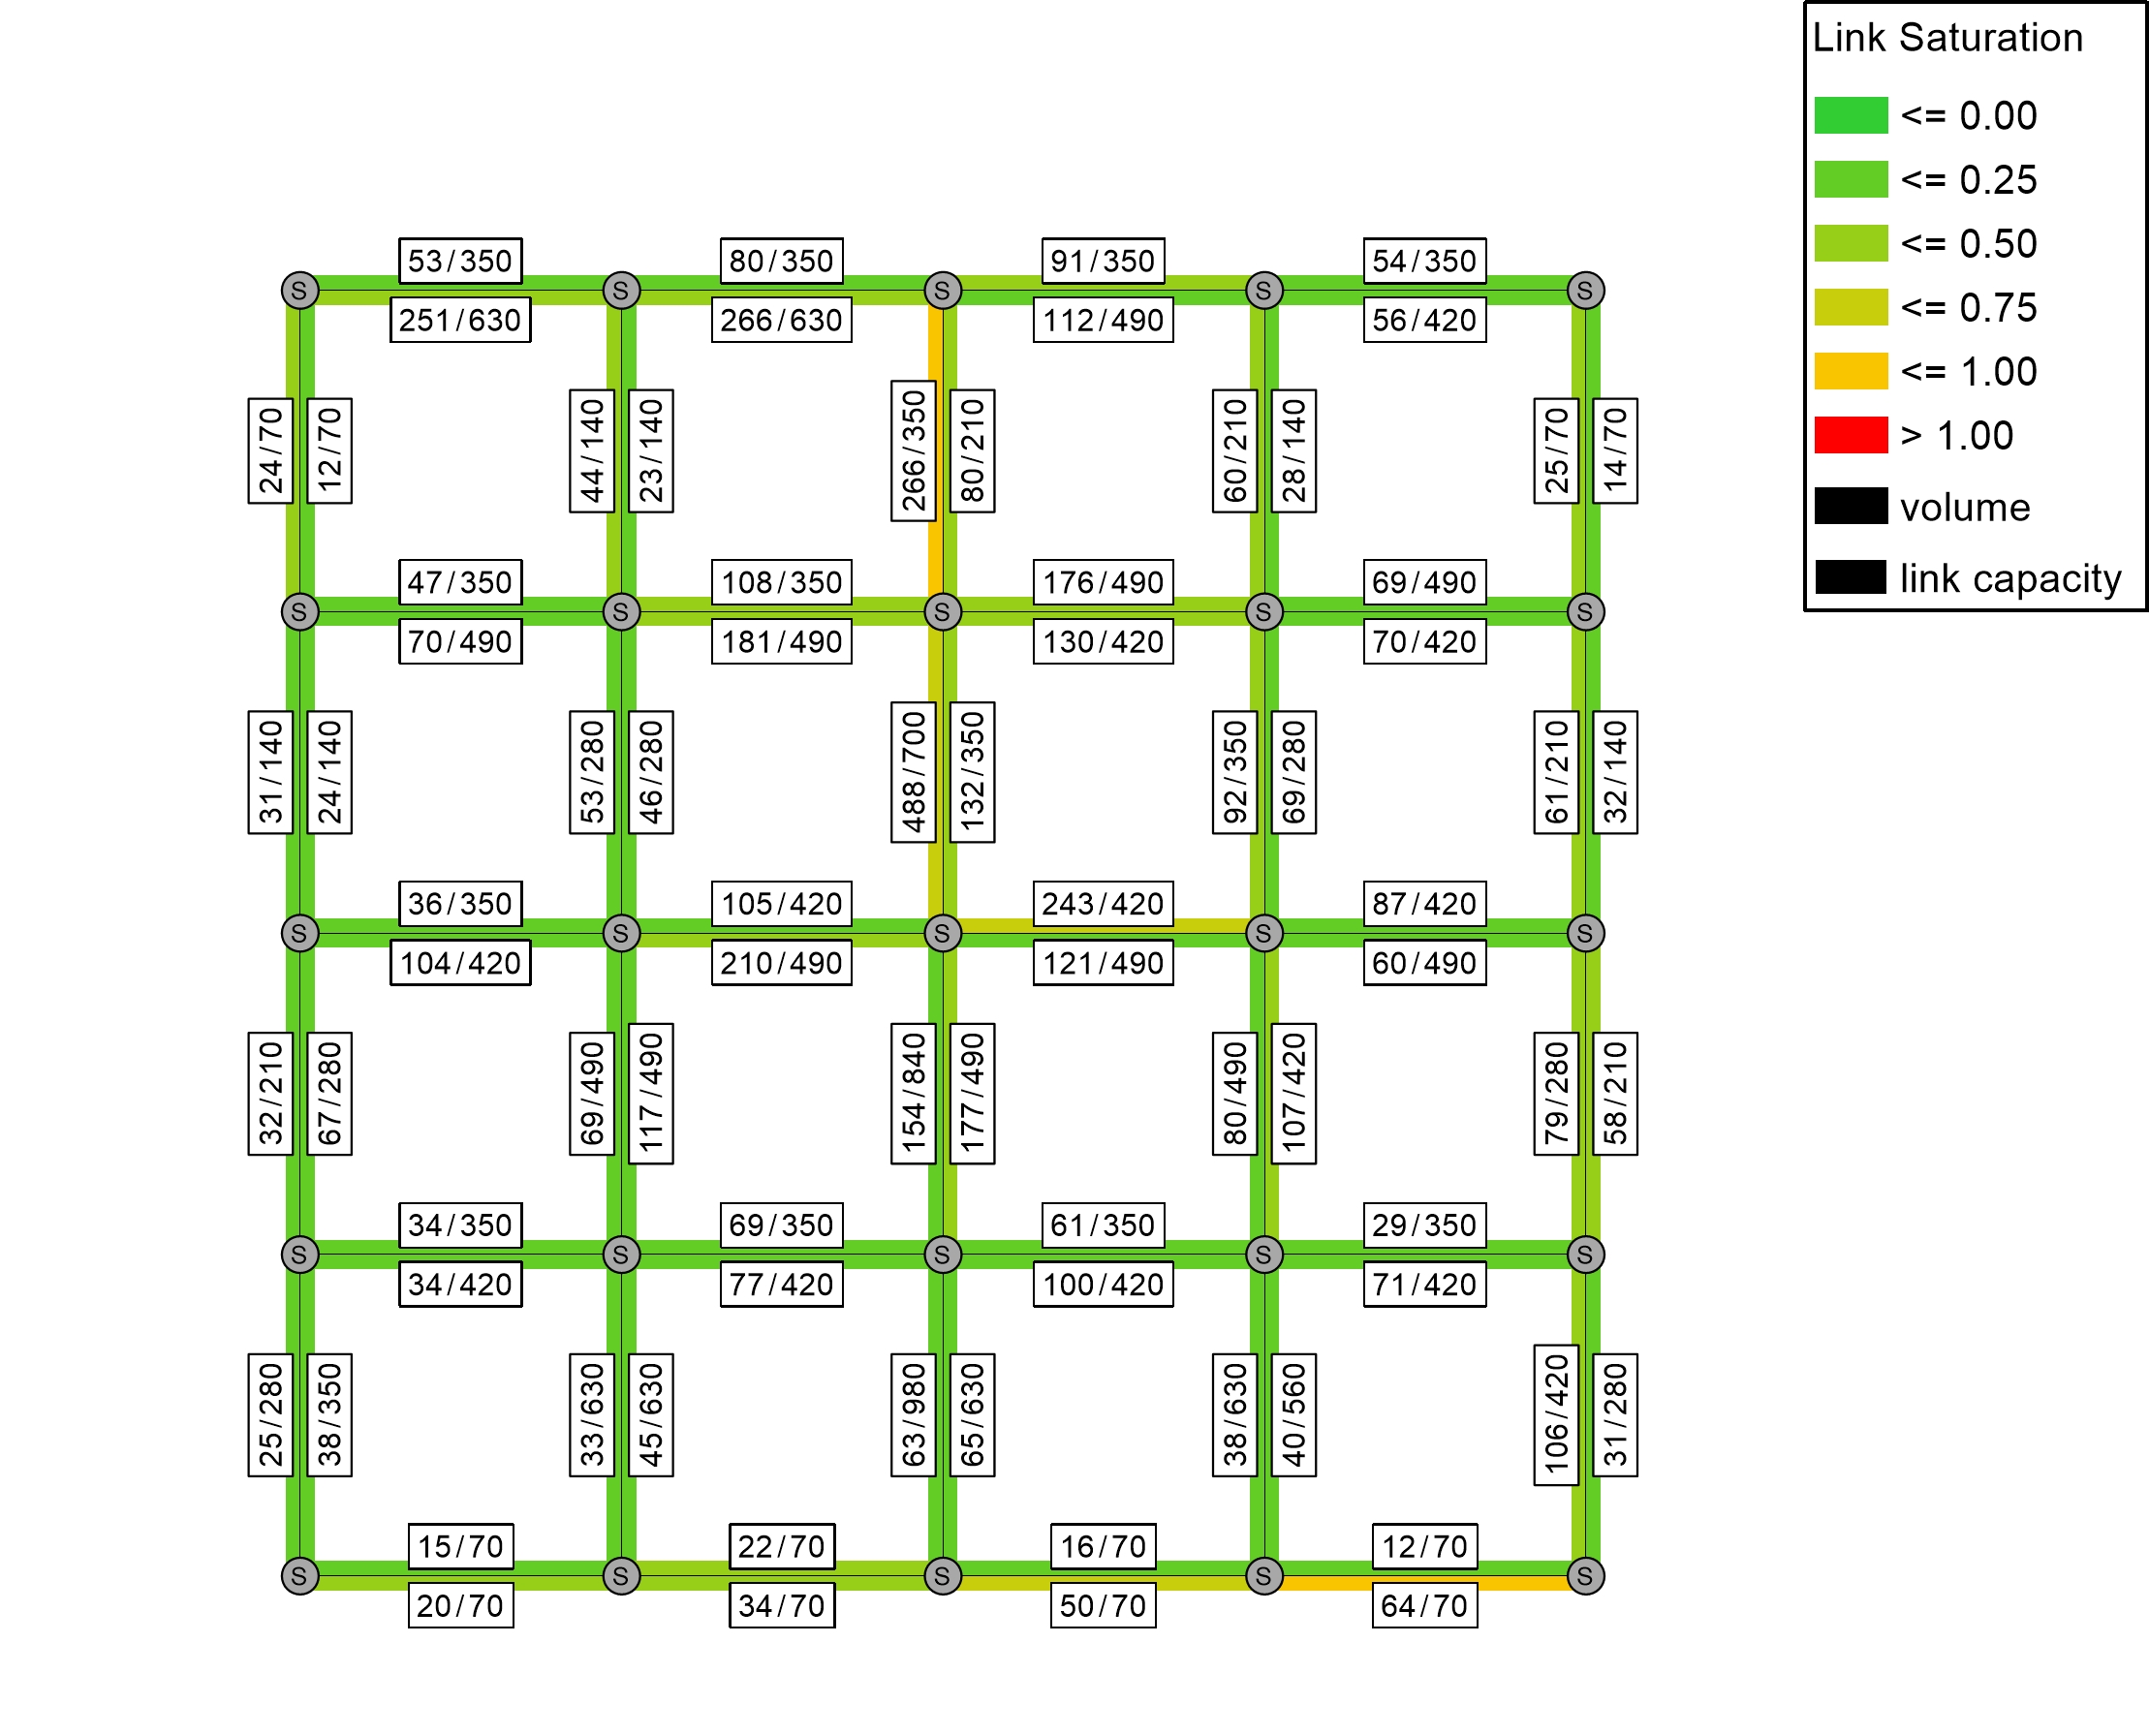 Link Saturation
<= 0.00
<= 0.25
<= 0.50
<= 0.75
<= 1.00
> 1.00
volume
link capacity
53/350 80/350 91/350 54/350
S S S S S
251/630 266/630 112/490 56/420
24/70 12/70 44/140 23/140 266/350 80/210 60/210 28/140 25/70 14/70
47/350 108/350 176/490 69/490
S S S S S
70/490 181/490 130/420 70/420
31/140 24/140 53/280 46/280 488/700 132/350 92/350 69/280 61/210 32/140
36/350 105/420 243/420 87/420
S S S S S
104/420 210/490 121/490 60/490
32/210 67/280 69/490 117/490 154/840 177/490 80/490 107/420 79/280 58/210
34/350 69/350 61/350 29/350
S S S S S
34/420 77/420 100/420 71/420
25/280 38/350 33/630 45/630 63/980 65/630 38/630 40/560 106/420 31/280
15/70 22/70 16/70 12/70
S S S S S
20/70 34/70 50/70 64/70